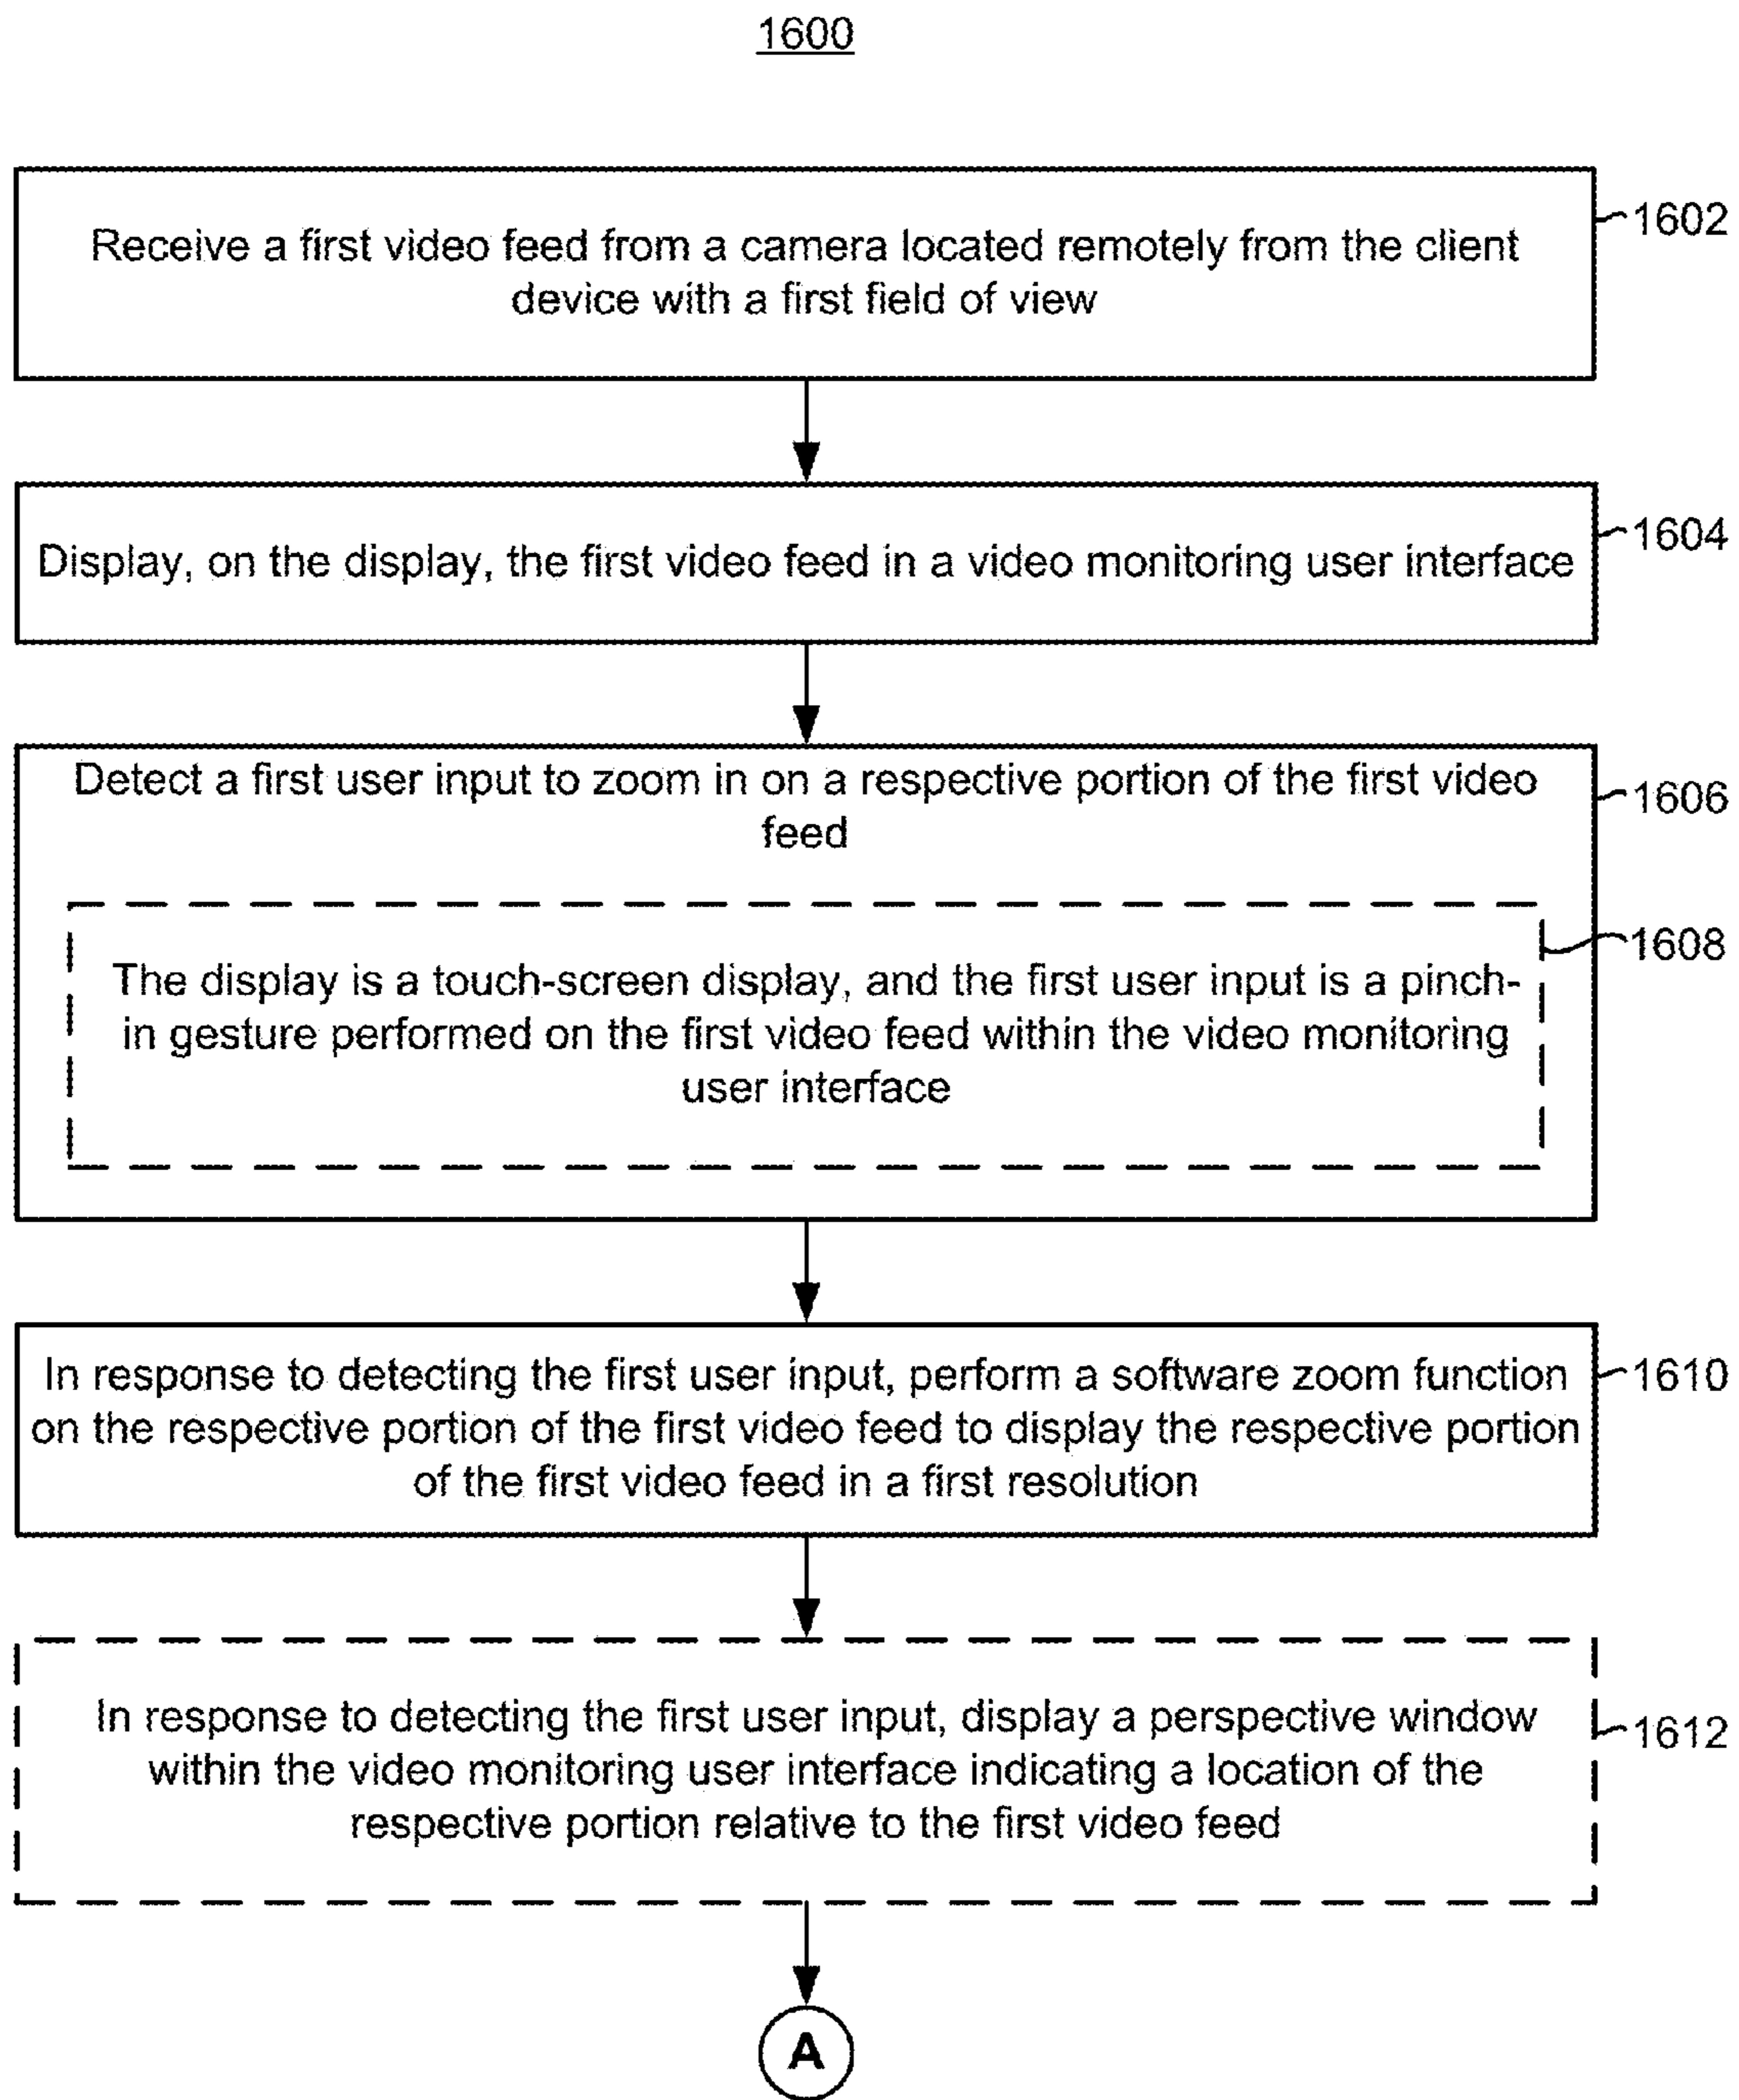 1600
Receive a first video feed from a camera located remotely from the client
device with a first field of view
1602
Display, on the display, the first video feed in a video monitoring user interface
1604
Detect a first user input to zoom in on a respective portion of the first video
feed
1606
The display is a touch-screen display, and the first user input is a pinch-
in gesture performed on the first video feed within the video monitoring
user interface
1608
In response to detecting the first user input, perform a software zoom function
on the respective portion of the first video feed to display the respective portion
of the first video feed in a first resolution
1610
In response to detecting the first user input, display a perspective window
within the video monitoring user interface indicating a location of the
respective portion relative to the first video feed
1612
A